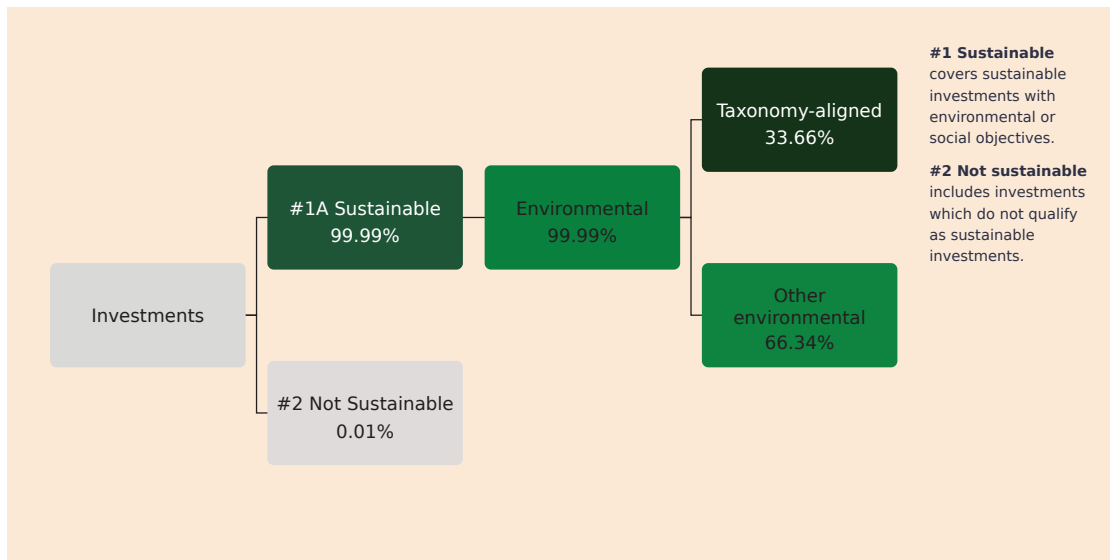 Investments
#1A Sustainable
99.99%
#2 Not Sustainable
0.01%
Environmental
99.99%
Taxonomy-aligned
33.66%
Other
environmental
66.34%
#1 Sustainable
covers sustainable
investments with
environmental or
social objectives.
#2 Not sustainable
includes investments
which do not qualify
as sustainable
investments.